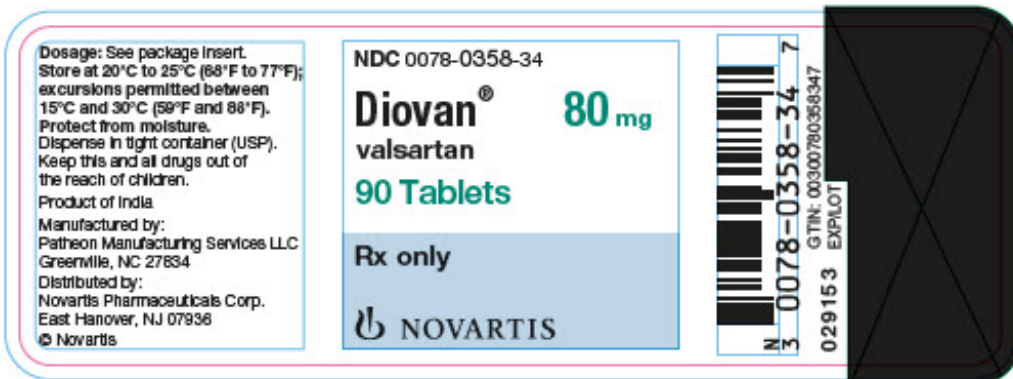 Dosage: See package insert.
Store at 20°C to 25°C (68°F to 77°F);
excursions permitted between
15°C and 30°C (59°F and 86°F).
Protect from moisture.
Dispense in tight container (USP).
Keep this and all drugs out of
the reach of children.
Product of India
Manufactured by:
Patheon Manufacturing Services LLC
Greenville, NC 27834
Distributed by:
Novartis Pharmaceuticals Corp.
East Hanover, NJ 07936
© Novartis
NDC 0078-0358-34
Diovan® 80 mg
valsartan
90 Tablets
Rx only
NOVARTIS
N
3 0078-0358-34 7
GTIN: 00300780358347
EXP/LOT
029153